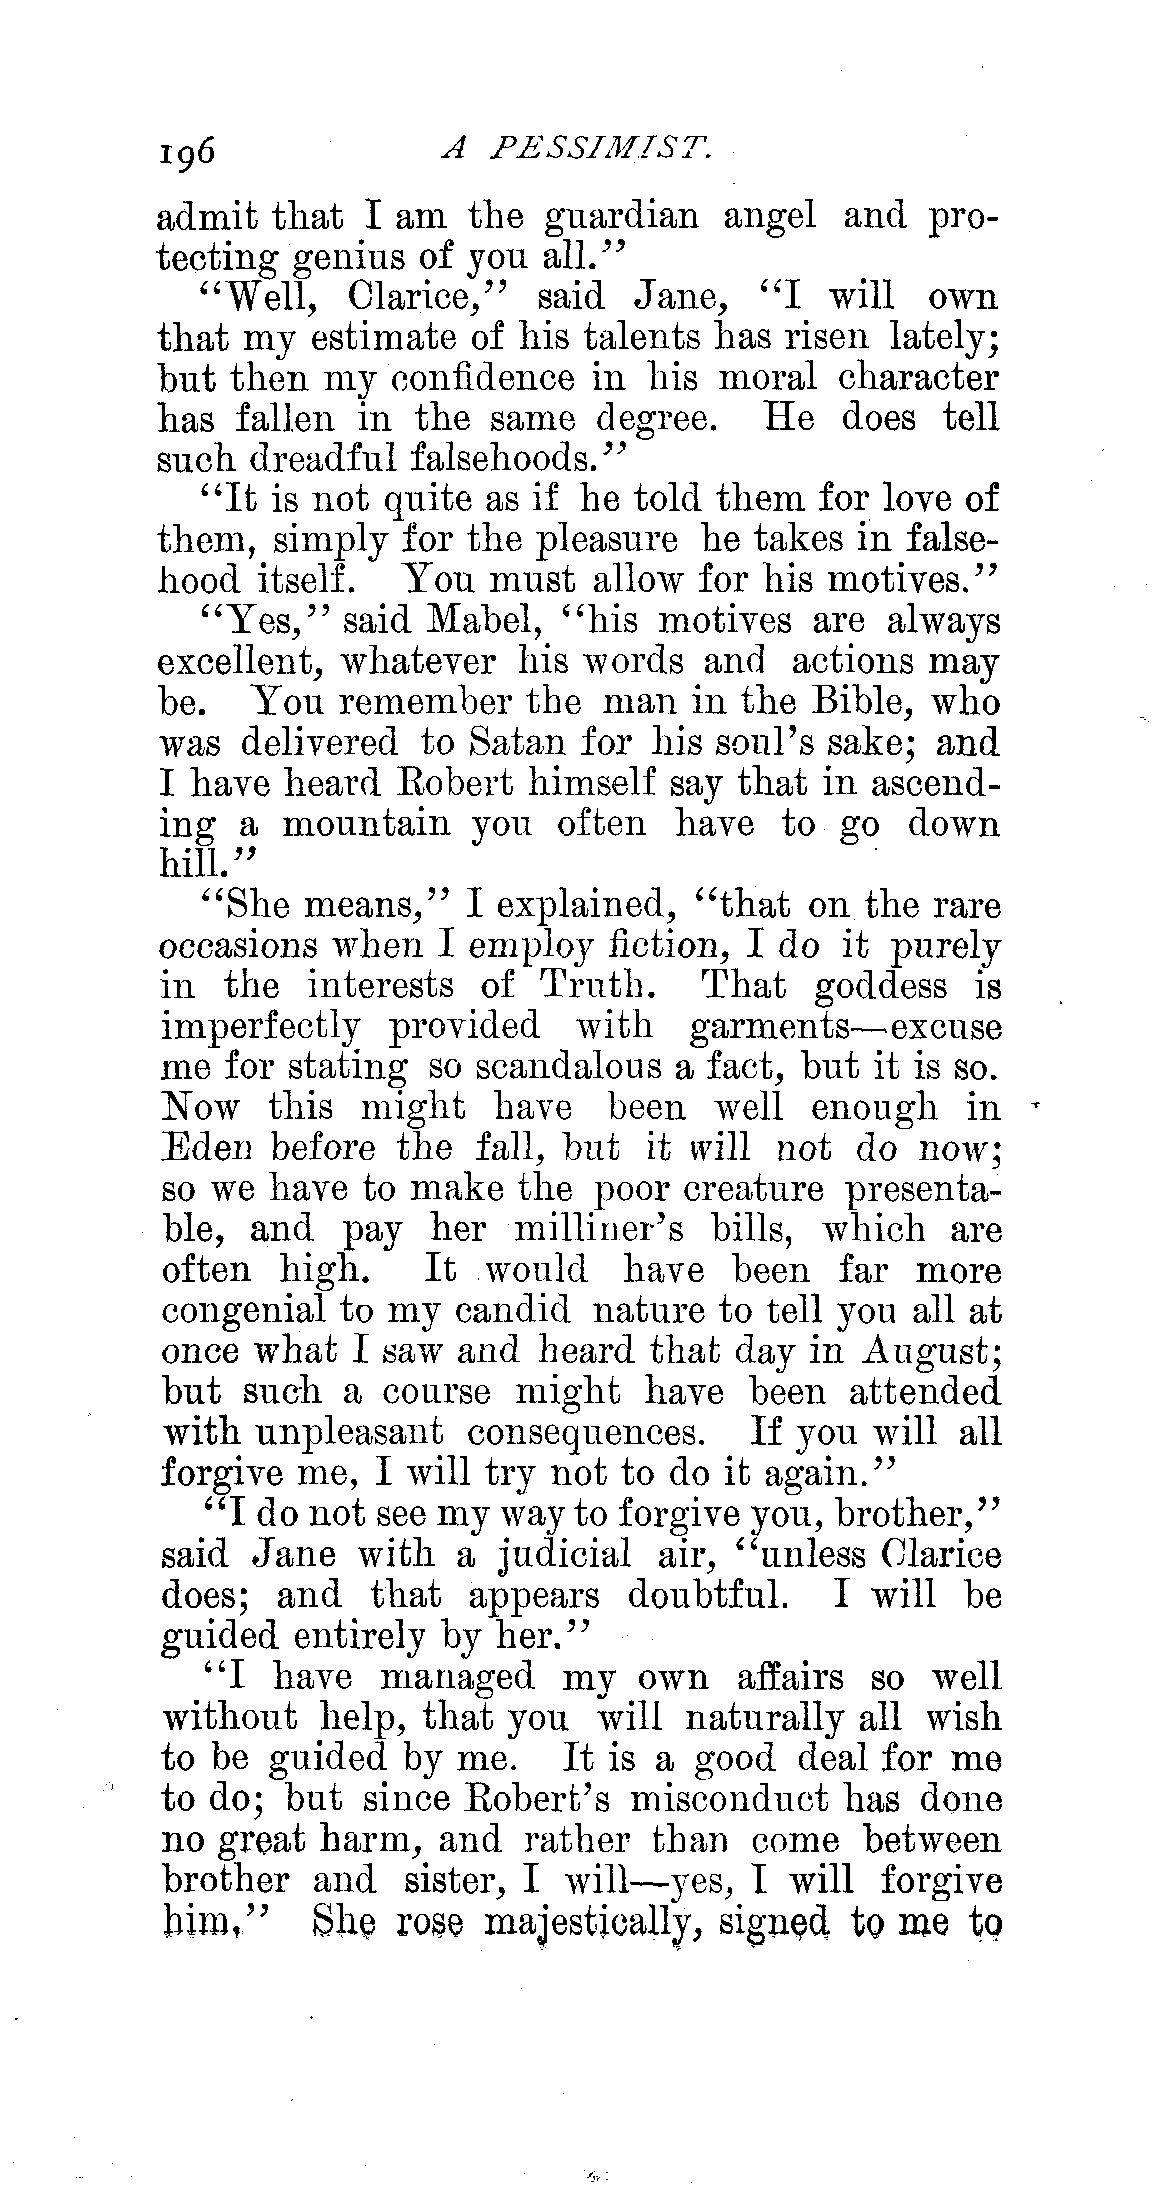 196 A PESSIMIST.
admit that I am the guardian angel and pro-
tecting genius of you all."
"Well, Clarice," said Jane, "I will own
that my estimate of his talents has risen lately;
but then my confidence in his moral character
has fallen in the same degree. He does tell
such dreadful falsehoods."
"It is not quite as if he told them for love of
them, simply for the pleasure he takes in false-
hood itself. You must allow for his motives."
"Yes," said Mabel, "his motives are always
excellent, whatever his words and actions may
be. You remember the man in the Bible, who
was delivered to Satan for his soul's sake; and
I have heard Robert himself say that in ascend-
ing a mountain you often have to go down
hill."
"She means," I explained, "that on the rare
occasions when I employ fiction, I do it purely
in the interests of Truth. That goddess is
imperfectly provided with garments—excuse
me for stating so scandalous a fact, but it is so.
Now this might have been well enough in
Eden before the fall, but it will not do now;
so we have to make the poor creature presenta-
ble, and pay her milliner's bills, which are
often high. It would have been far more
congenial to my candid nature to tell you all at
once what I saw and heard that day in August;
but such a course might have been attended
with unpleasant consequences. If you will all
forgive me, I will try not to do it again."
"I do not see my way to forgive you, brother,"
said Jane with a judicial air, "unless Clarice
does; and that appears doubtful. I will be
guided entirely by her."
"I have managed my own affairs so well
without help, that you will naturally all wish
to be guided by me. It is a good deal for me
to do; but since Robert's misconduct has done
no great harm, and rather than come between
brother and sister, I will—yes, I will forgive
him." She rose majestically, signed to me to